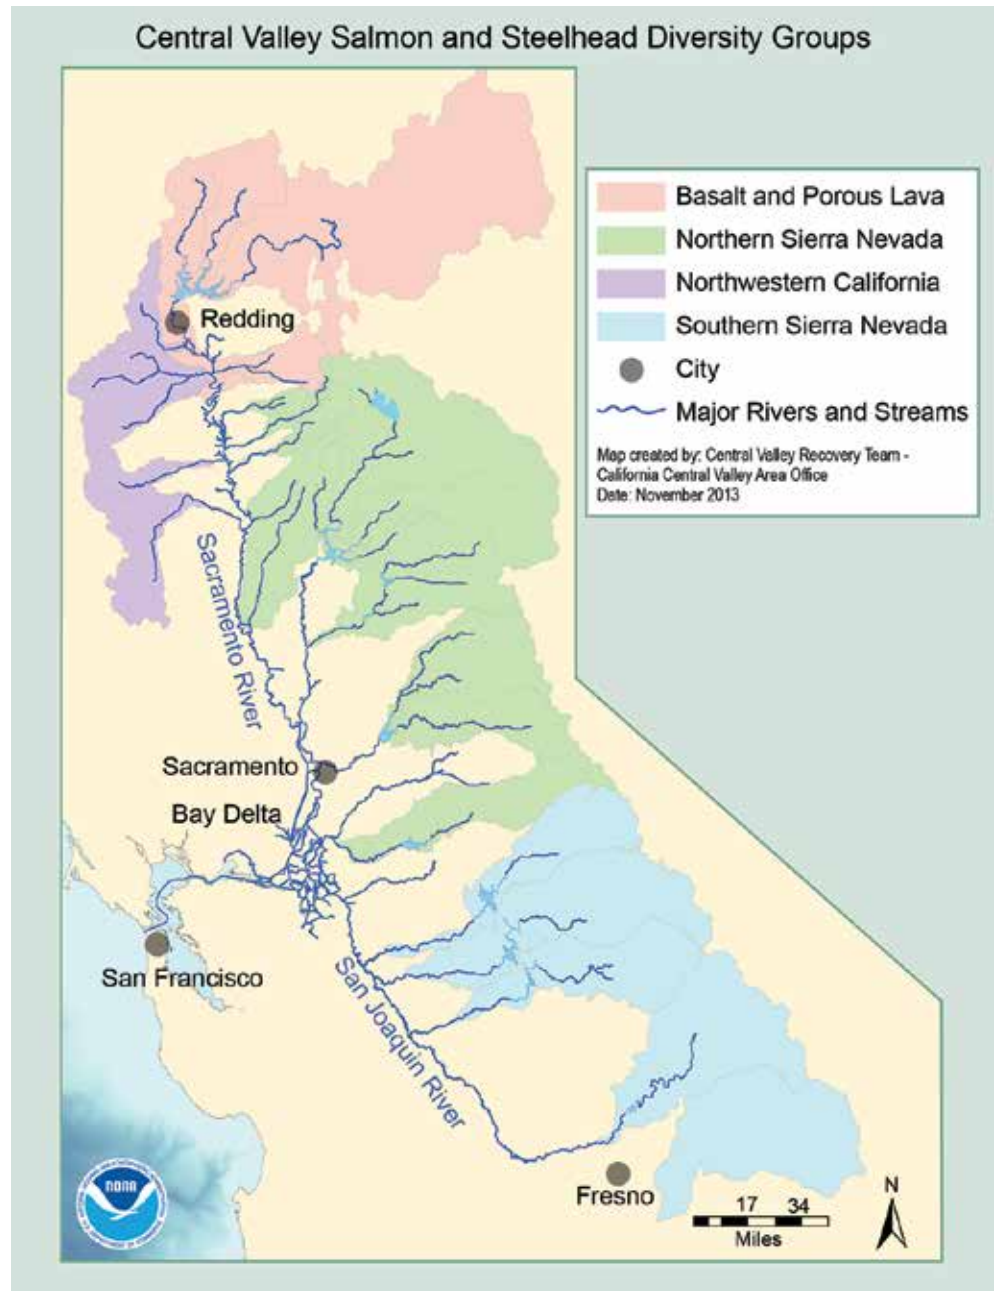 Central Valley Salmon and Steelhead Diversity Groups
Basalt and Porous Lava
Northern Sierra Nevada
Northwestern California
Southern Sierra Nevada
City
Major Rivers and Streams
Map created by: Central Valley Recovery Team -
California Central Valley Area Office
Date: November 2013
Redding
Sacramento River
Sacramento
Bay Delta
San Francisco
San Joaquin River
Fresno
N
17 34
Miles
NOAA